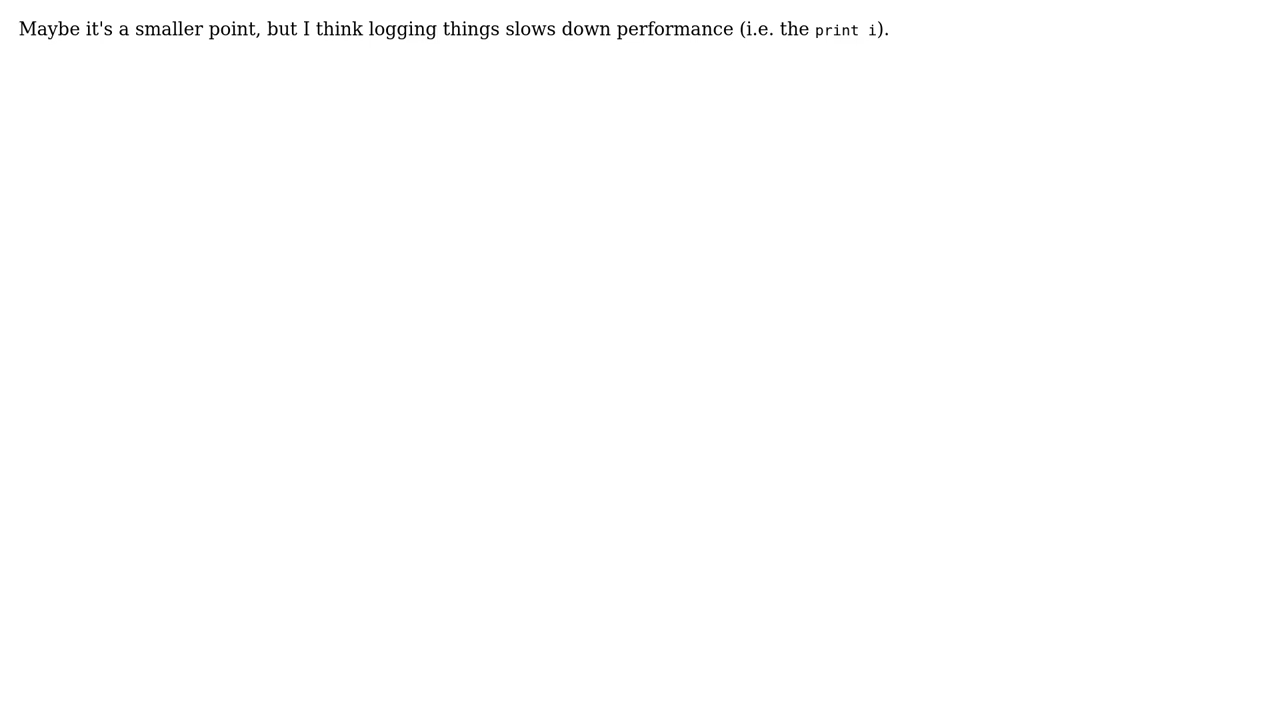 Maybe it's a smaller point, but I think logging things slows down performance (i.e. the print i).